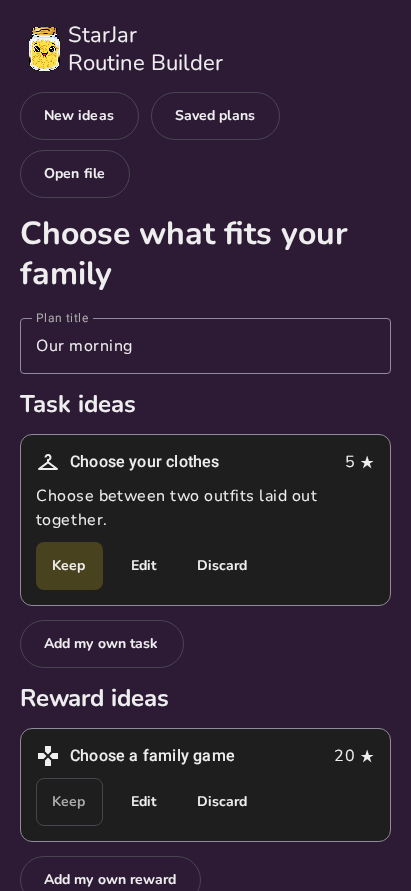 StarJar
Routine Builder
New ideas
Saved plans
Open file
Choose what fits your
family
Plan title
Our morning
Task ideas
Choose your clothes
5 ★
Choose between two outfits laid out
together.
Keep
Edit
Discard
Add my own task
Reward ideas
Choose a family game
20 ★
Keep
Edit
Discard
Add my own reward